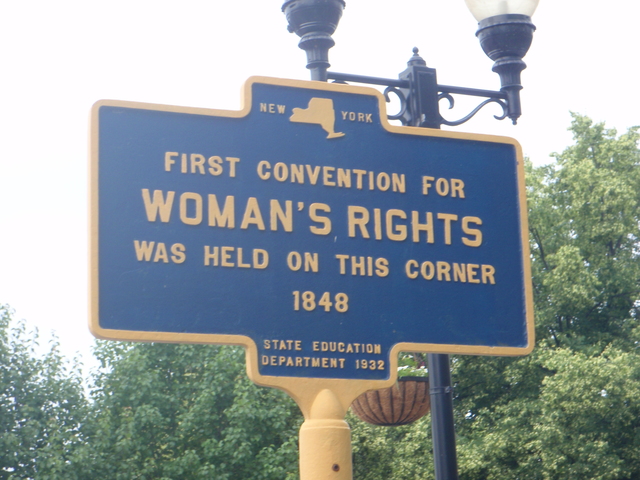 NEW YORK
FIRST CONVENTION FOR
WOMAN'S RIGHTS
WAS HELD ON THIS CORNER
1848
STATE EDUCATION
DEPARTMENT 1932